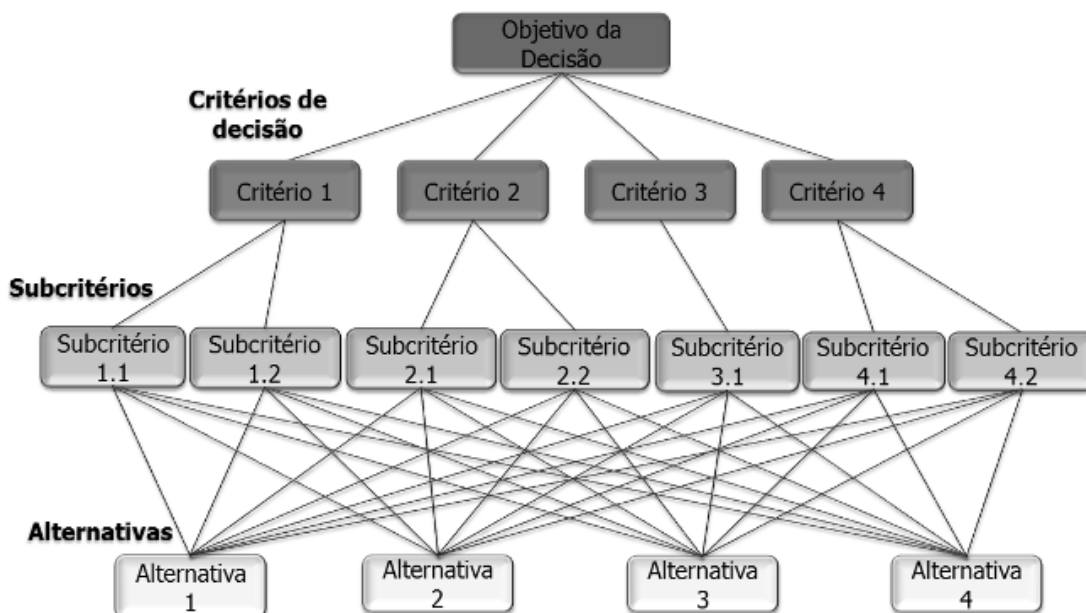 Objetivo da
Decisão
Critérios de
decisão
Critério 1
Critério 2
Critério 3
Critério 4
Subcritérios
Subcritério
1.1
Subcritério
1.2
Subcritério
2.1
Subcritério
2.2
Subcritério
3.1
Subcritério
4.1
Subcritério
4.2
Alternativas
Alternativa
1
Alternativa
2
Alternativa
3
Alternativa
4